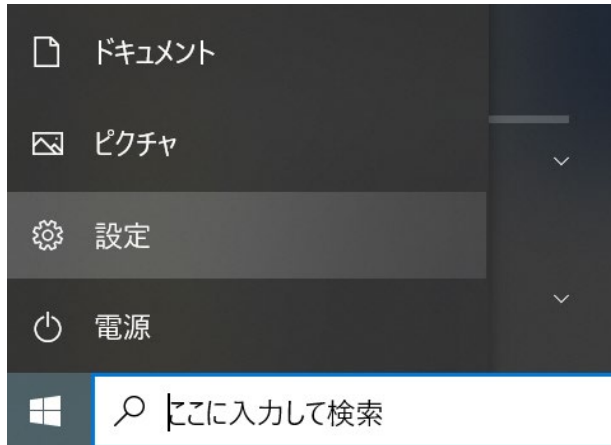 ドキュメント
ピクチャ
設定
電源
ここに入力して検索